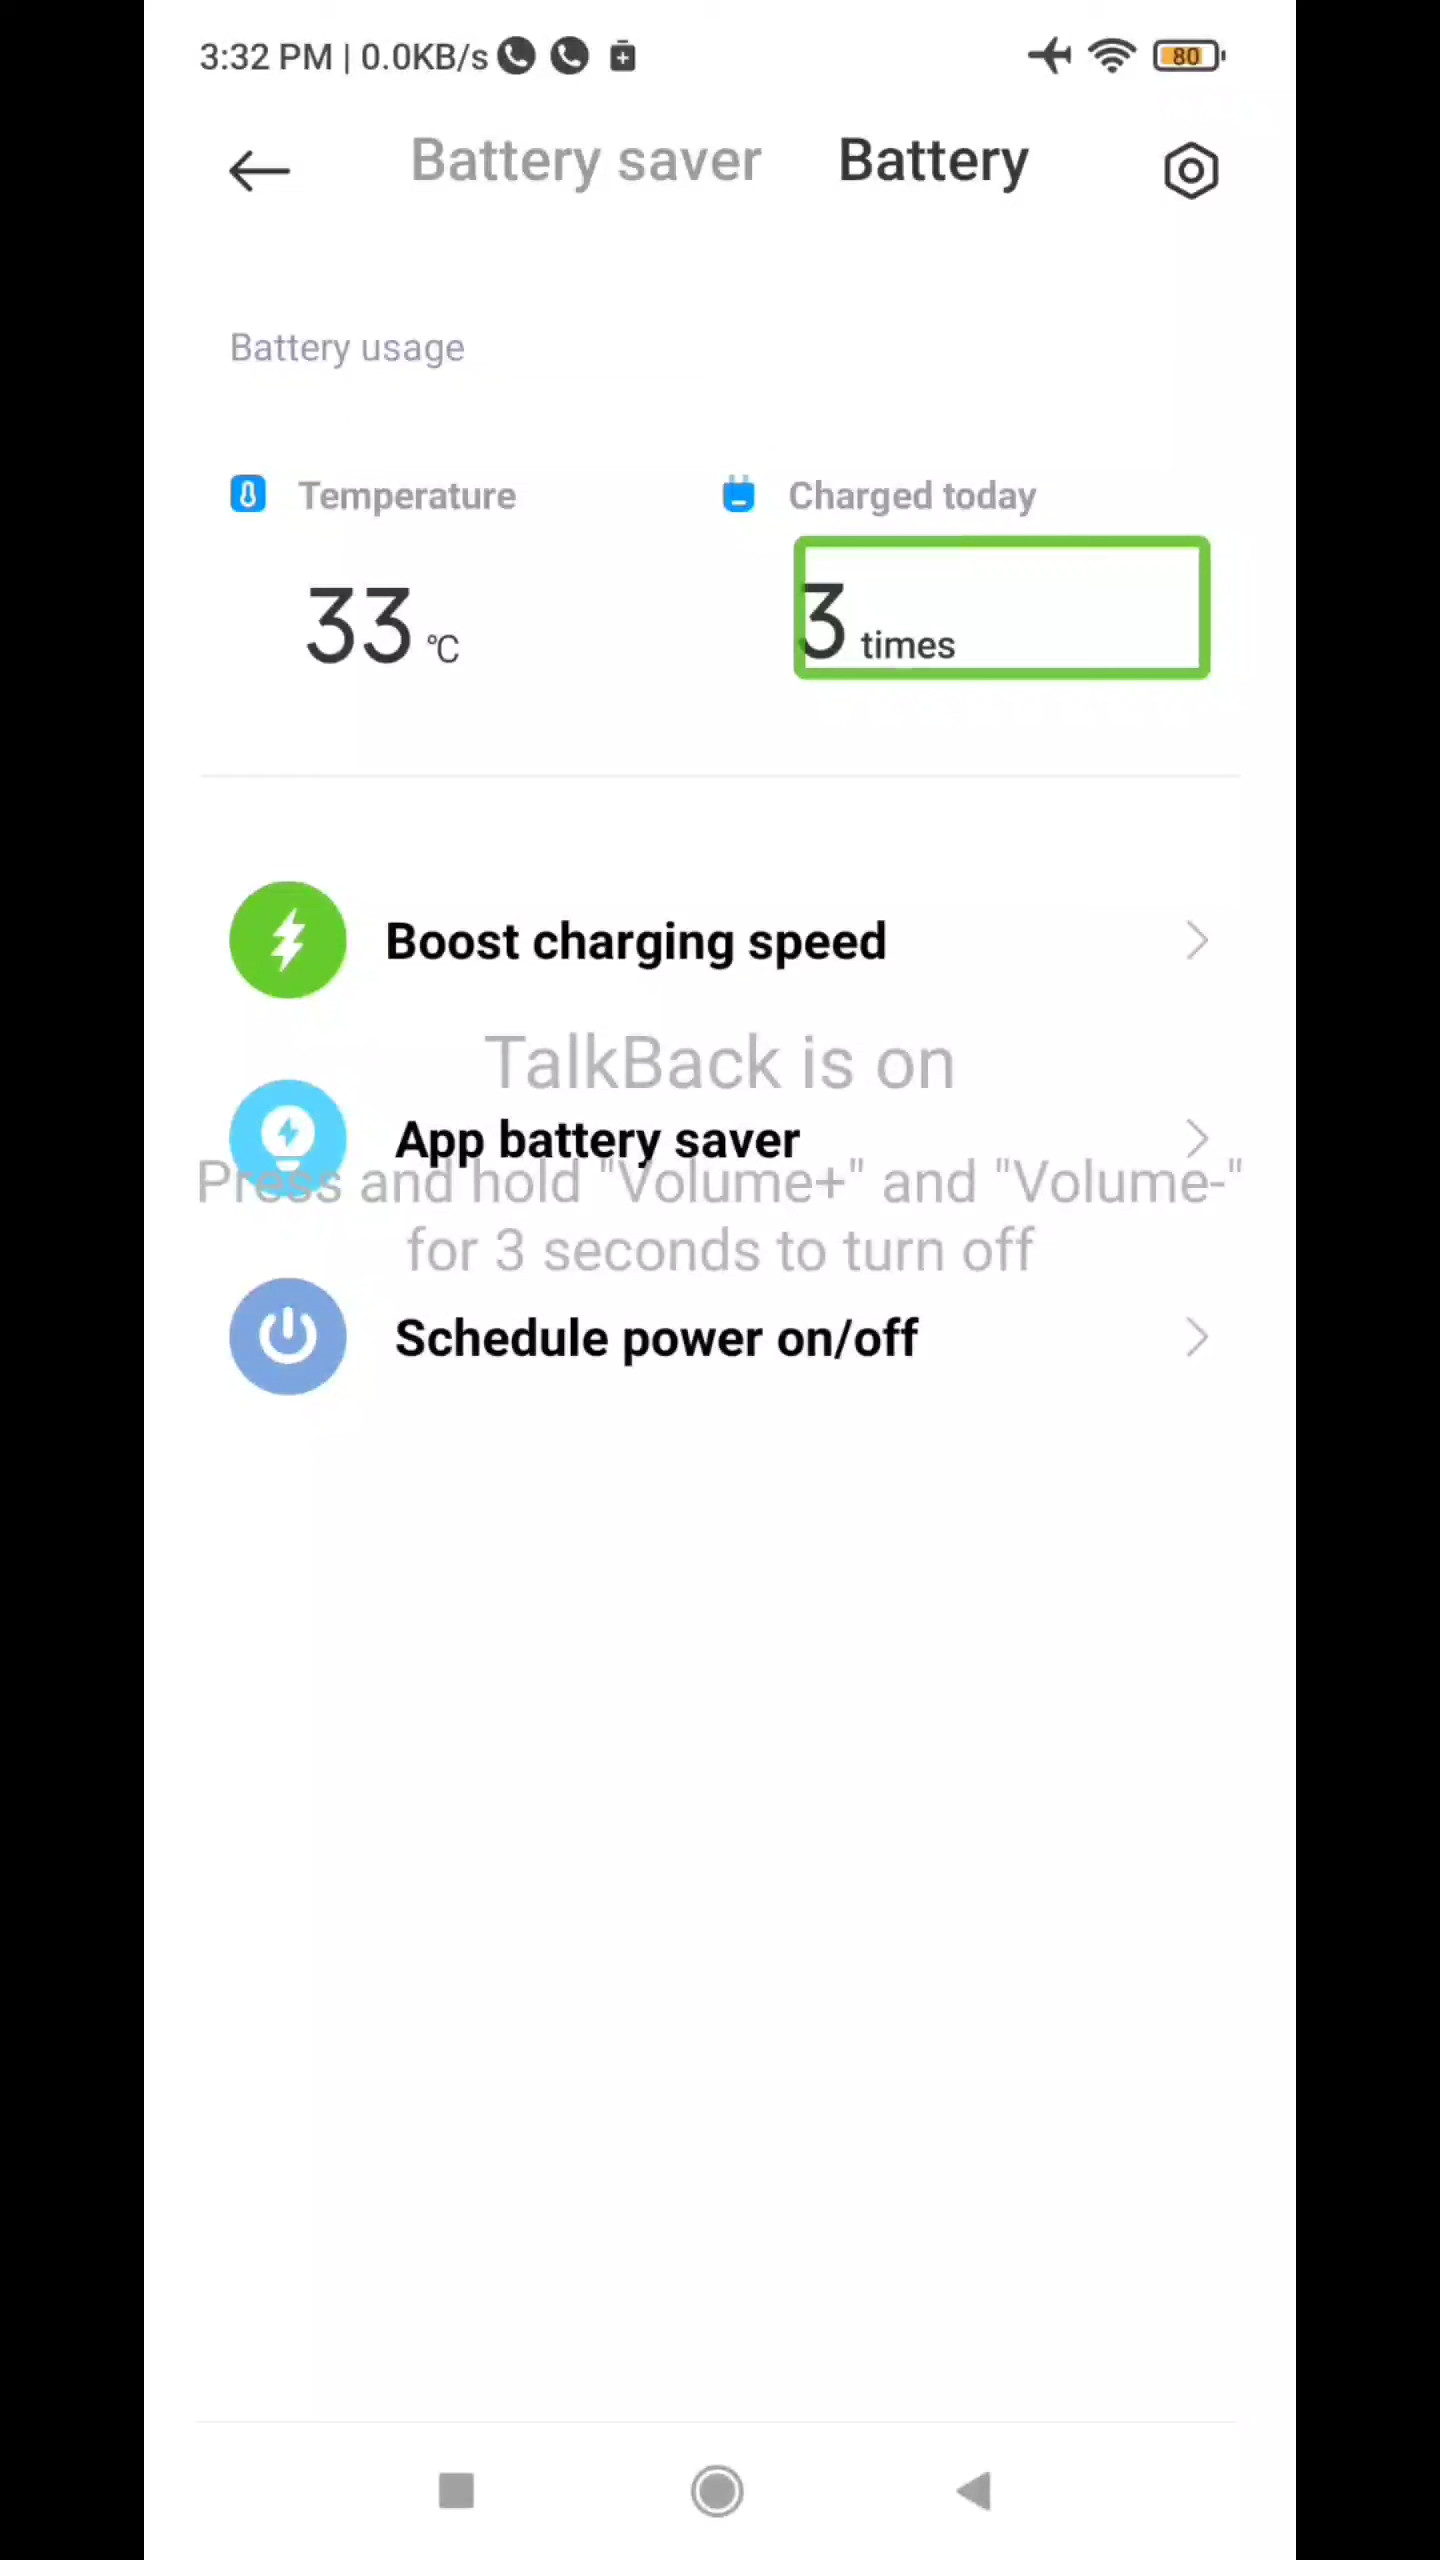 3:32 PM | 0.0KB/s
80
Battery saver
Battery
Battery usage
Temperature
Charged today
33 °C
3 times
Boost charging speed
TalkBack is on
App battery saver
Press and hold "Volume+" and "Volume-"
for 3 seconds to turn off
Schedule power on/off